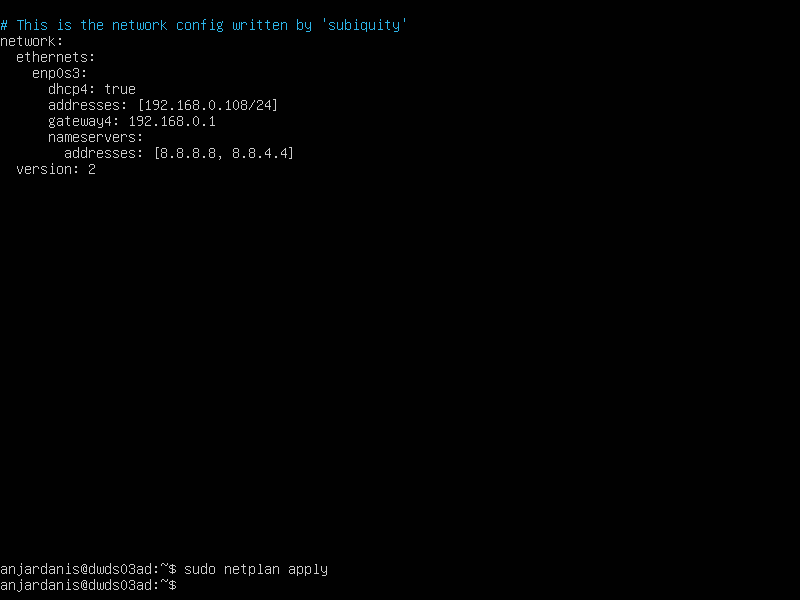 # This is the network config written by 'subiquity'
network:
  ethernets:
    enp0s3:
      dhcp4: true
      addresses: [192.168.0.108/24]
      gateway4: 192.168.0.1
      nameservers:
        addresses: [8.8.8.8, 8.8.4.4]
  version: 2
anjardanis@dwds03ad:~$ sudo netplan apply
anjardanis@dwds03ad:~$